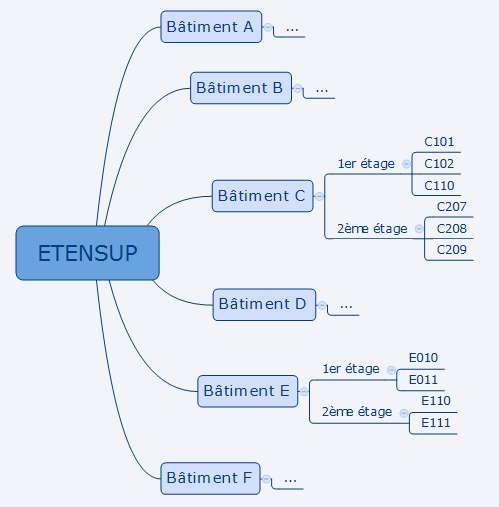 ETENSUP
Bâtiment A
...
Bâtiment B
...
Bâtiment C
1er étage
C101
C102
C110
2ème étage
C207
C208
C209
Bâtiment D
...
Bâtiment E
1er étage
E010
E011
2ème étage
E110
E111
Bâtiment F
...